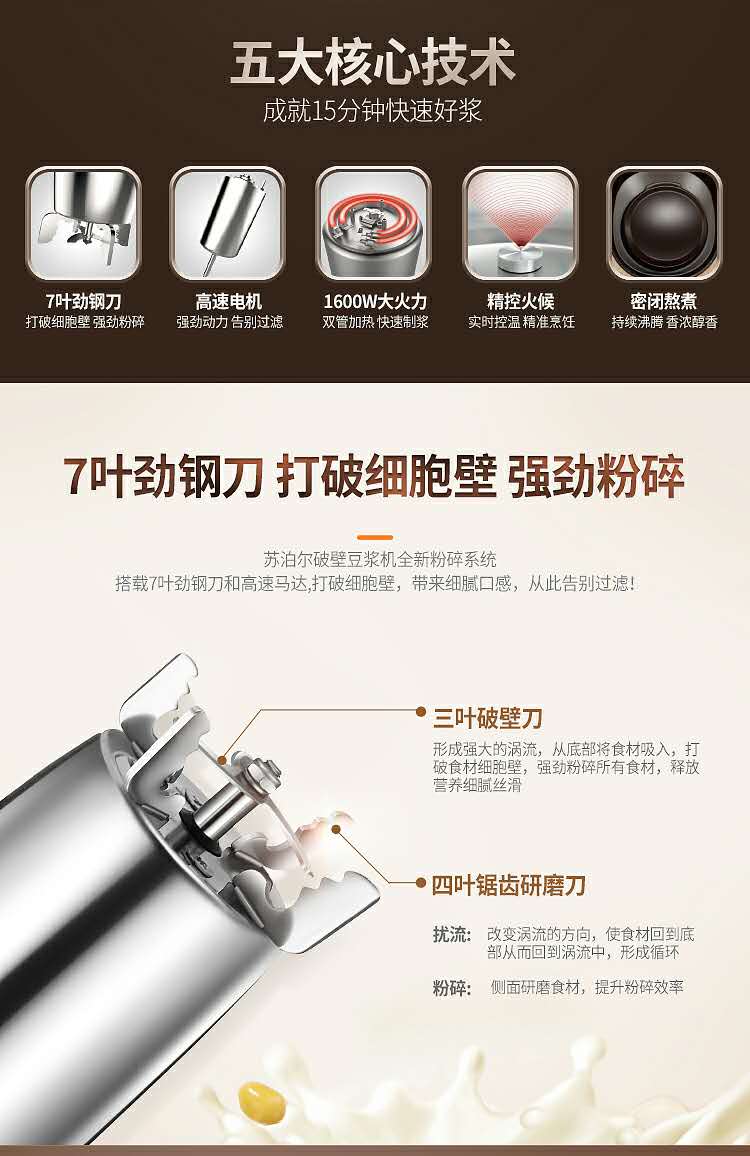 五大核心技术
成就15分钟快速好浆
7叶劲钢刀
打破细胞壁 强劲粉碎
高速电机
强劲动力 告别过滤
1600W大火力
双管加热 快速制浆
精控火候
实时控温 精准烹饪
密闭熬煮
持续沸腾 香浓醇香
7叶劲钢刀 打破细胞壁 强劲粉碎
苏泊尔破壁豆浆机全新粉碎系统
搭载7叶劲钢刀和高速马达,打破细胞壁，带来细腻口感，从此告别过滤！
三叶破壁刀
形成强大的涡流，从底部将食材吸入，打
破食材细胞壁，强劲粉碎所有食材，释放
营养细腻丝滑
四叶锯齿研磨刀
扰流: 改变涡流的方向，使食材回到底
部从而回到涡流中，形成循环
粉碎: 侧面研磨食材，提升粉碎效率